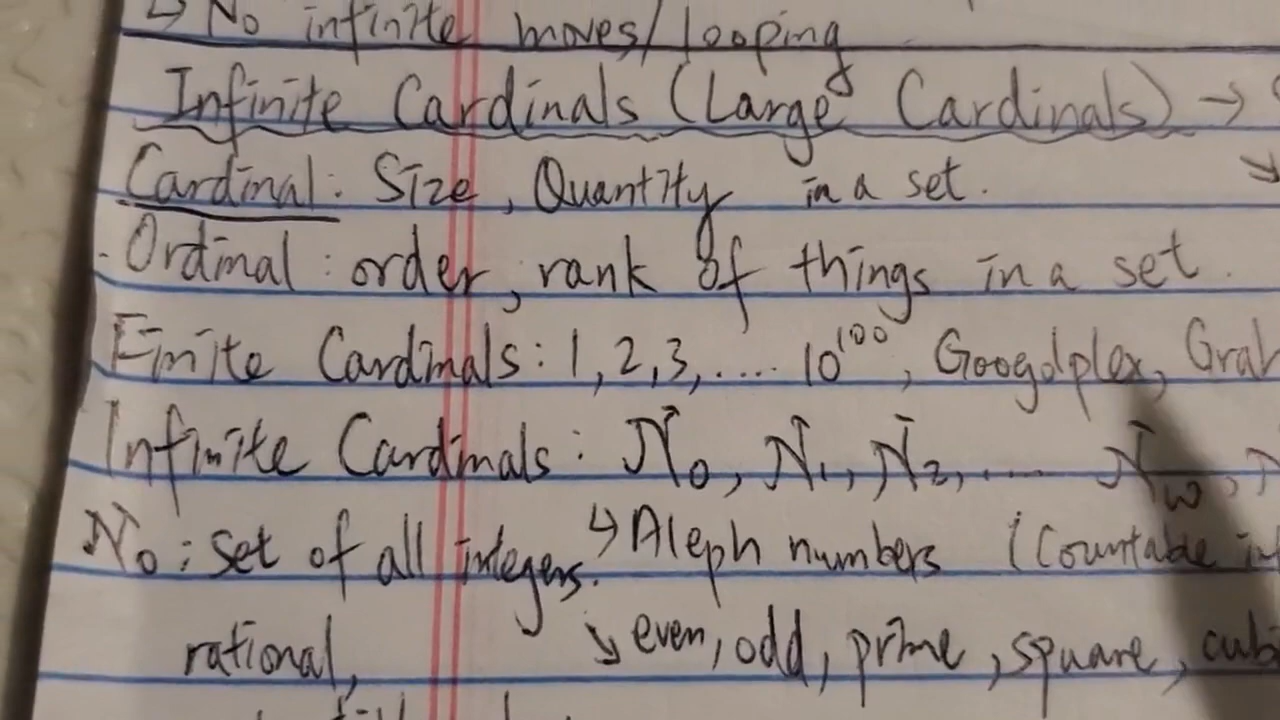 ↳ No infinite moves/looping
Infinite Cardinals (Large Cardinals) →
Cardinal: Size, Quantity in a set.
Ordinal: order, rank of things in a set.
Finite Cardinals: 1, 2, 3, .... 10¹⁰⁰, Googolplex,
Infinite Cardinals: ℵ₀, ℵ₁, ℵ₂, .... ℵω,
ℵ₀: set of all integers. ↳ Aleph numbers (Countable
rational, ↘ even, odd, prime, square,